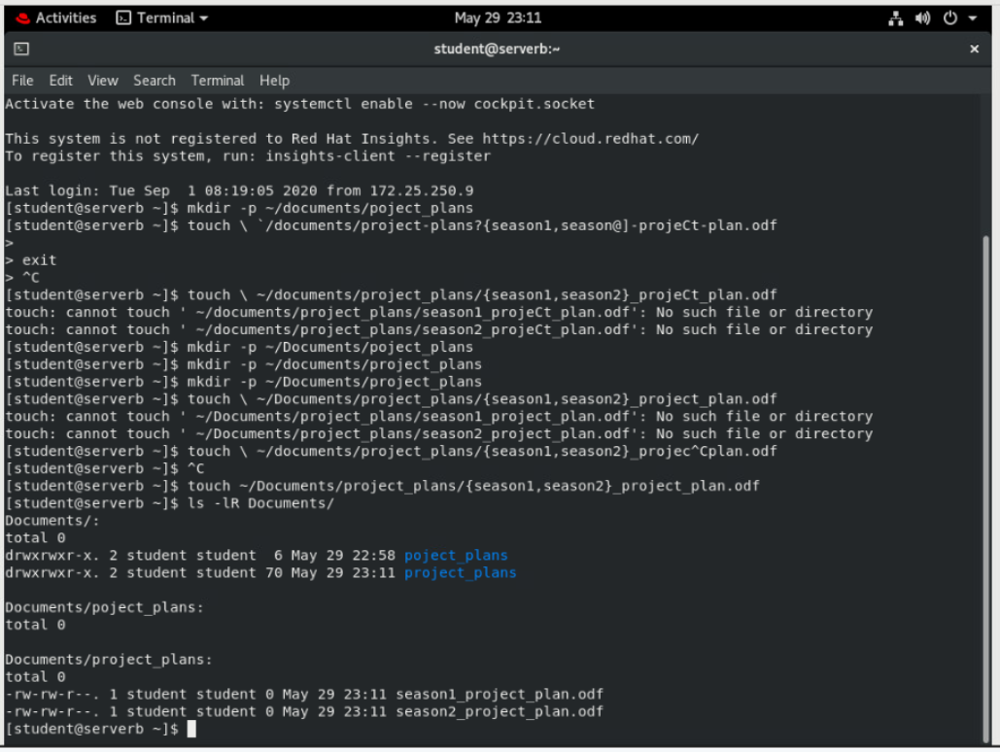 Activities Terminal May 29 23:11
student@serverb:~ ×
File Edit View Search Terminal Help
Activate the web console with: systemctl enable --now cockpit.socket
This system is not registered to Red Hat Insights. See https://cloud.redhat.com/
To register this system, run: insights-client --register
Last login: Tue Sep  1 08:19:05 2020 from 172.25.250.9
[student@serverb ~]$ mkdir -p ~/documents/poject_plans
[student@serverb ~]$ touch \ `/documents/project-plans?{season1,season@]-projeCt-plan.odf
>
> exit
> ^C
[student@serverb ~]$ touch \ ~/documents/project_plans/{season1,season2}_projeCt_plan.odf
touch: cannot touch ' ~/documents/project_plans/season1_projeCt_plan.odf': No such file or directory
touch: cannot touch ' ~/documents/project_plans/season2_projeCt_plan.odf': No such file or directory
[student@serverb ~]$ mkdir -p ~/Documents/poject_plans
[student@serverb ~]$ mkdir -p ~/documents/project_plans
[student@serverb ~]$ mkdir -p ~/Documents/project_plans
[student@serverb ~]$ touch \ ~/Documents/project_plans/{season1,season2}_project_plan.odf
touch: cannot touch ' ~/Documents/project_plans/season1_project_plan.odf': No such file or directory
touch: cannot touch ' ~/Documents/project_plans/season2_project_plan.odf': No such file or directory
[student@serverb ~]$ touch \ ~/Documents/project_plans/{season1,season2}_projec^Cplan.odf
[student@serverb ~]$ ^C
[student@serverb ~]$ touch ~/Documents/project_plans/{season1,season2}_project_plan.odf
[student@serverb ~]$ ls -lR Documents/
Documents/:
total 0
drwxrwxr-x. 2 student student  6 May 29 22:58 poject_plans
drwxrwxr-x. 2 student student 70 May 29 23:11 project_plans
Documents/poject_plans:
total 0
Documents/project_plans:
total 0
-rw-rw-r--. 1 student student 0 May 29 23:11 season1_project_plan.odf
-rw-rw-r--. 1 student student 0 May 29 23:11 season2_project_plan.odf
[student@serverb ~]$